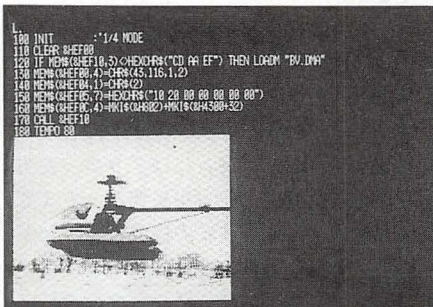 L.
100 INIT :'1/4 MODE
110 CLEAR &HEF00
120 IF MEM$(&HEF10,3)<>HEXCHR$("CD AA EF") THEN LOADM "BV.DMA"
130 MEM$(&HEF00,4)=CHR$(43,116,1,2)
140 MEM$(&HEF04,1)=CHR$(2)
150 MEM$(&HEF05,7)=HEXCHR$("10 20 00 00 00 00 00")
160 MEM$(&HEF0C,4)=MKI$(&H802)+MKI$(&H4300+32)
170 CALL &HEF10
180 TEMPO 80